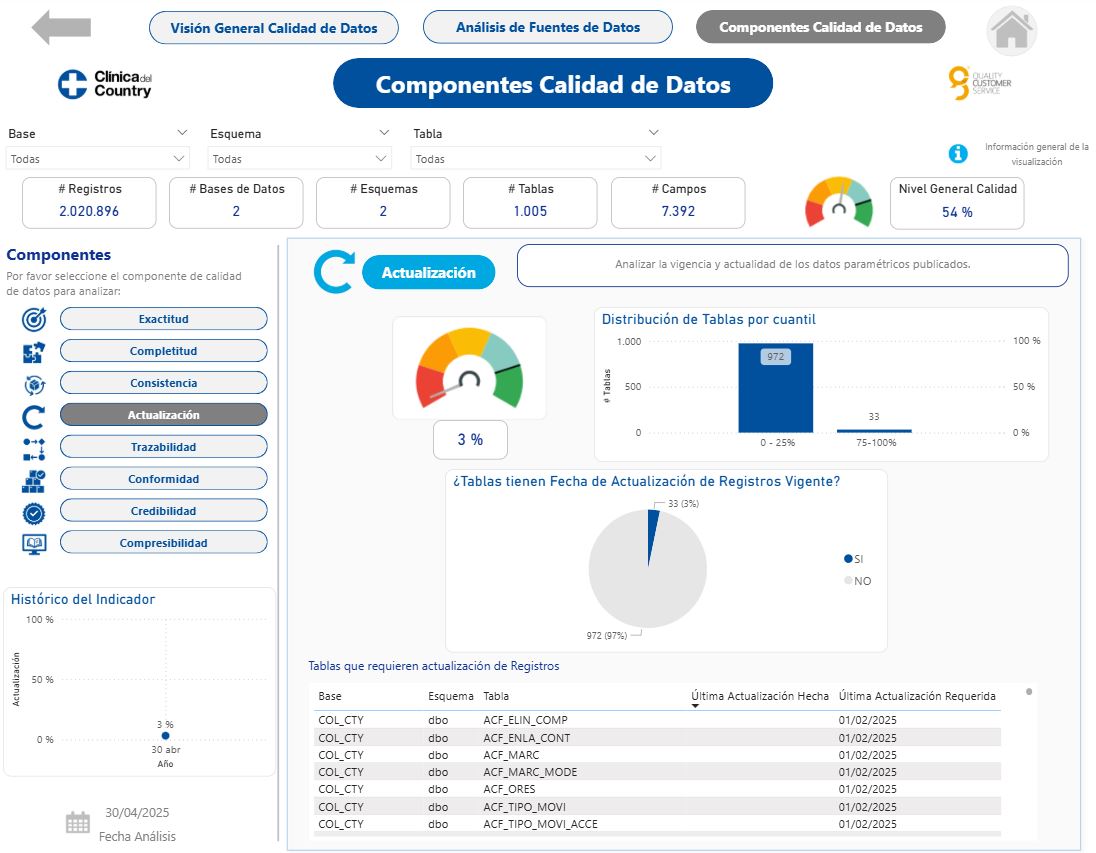 Visión General Calidad de Datos
Análisis de Fuentes de Datos
Componentes Calidad de Datos
Clínica del
Country
Componentes Calidad de Datos
QUALITY
CUSTOMER
SERVICE
Base
Esquema
Tabla
Todas
Todas
Todas
Información general de la
visualización
# Registros
2.020.896
# Bases de Datos
2
# Esquemas
2
# Tablas
1.005
# Campos
7.392
Nivel General Calidad
54 %
Componentes
Por favor seleccione el componente de calidad
de datos para analizar:
Exactitud
Completitud
Consistencia
Actualización
Trazabilidad
Conformidad
Credibilidad
Compresibilidad
Histórico del Indicador
100 %
50 %
0 %
Actualización
3 %
30 abr
Año
30/04/2025
Fecha Análisis
Actualización
Analizar la vigencia y actualidad de los datos paramétricos publicados.
3 %
Distribución de Tablas por cuantil
1.000
500
0
# Tablas
972
33
0 - 25%
75-100%
100 %
50 %
0 %
¿Tablas tienen Fecha de Actualización de Registros Vigente?
33 (3%)
972 (97%)
SI
NO
Tablas que requieren actualización de Registros
Base Esquema Tabla Última Actualización Hecha Última Actualización Requerida
COL_CTY dbo ACF_ELIN_COMP 01/02/2025
COL_CTY dbo ACF_ENLA_CONT 01/02/2025
COL_CTY dbo ACF_MARC 01/02/2025
COL_CTY dbo ACF_MARC_MODE 01/02/2025
COL_CTY dbo ACF_ORES 01/02/2025
COL_CTY dbo ACF_TIPO_MOVI 01/02/2025
COL_CTY dbo ACF_TIPO_MOVI_ACCE 01/02/2025